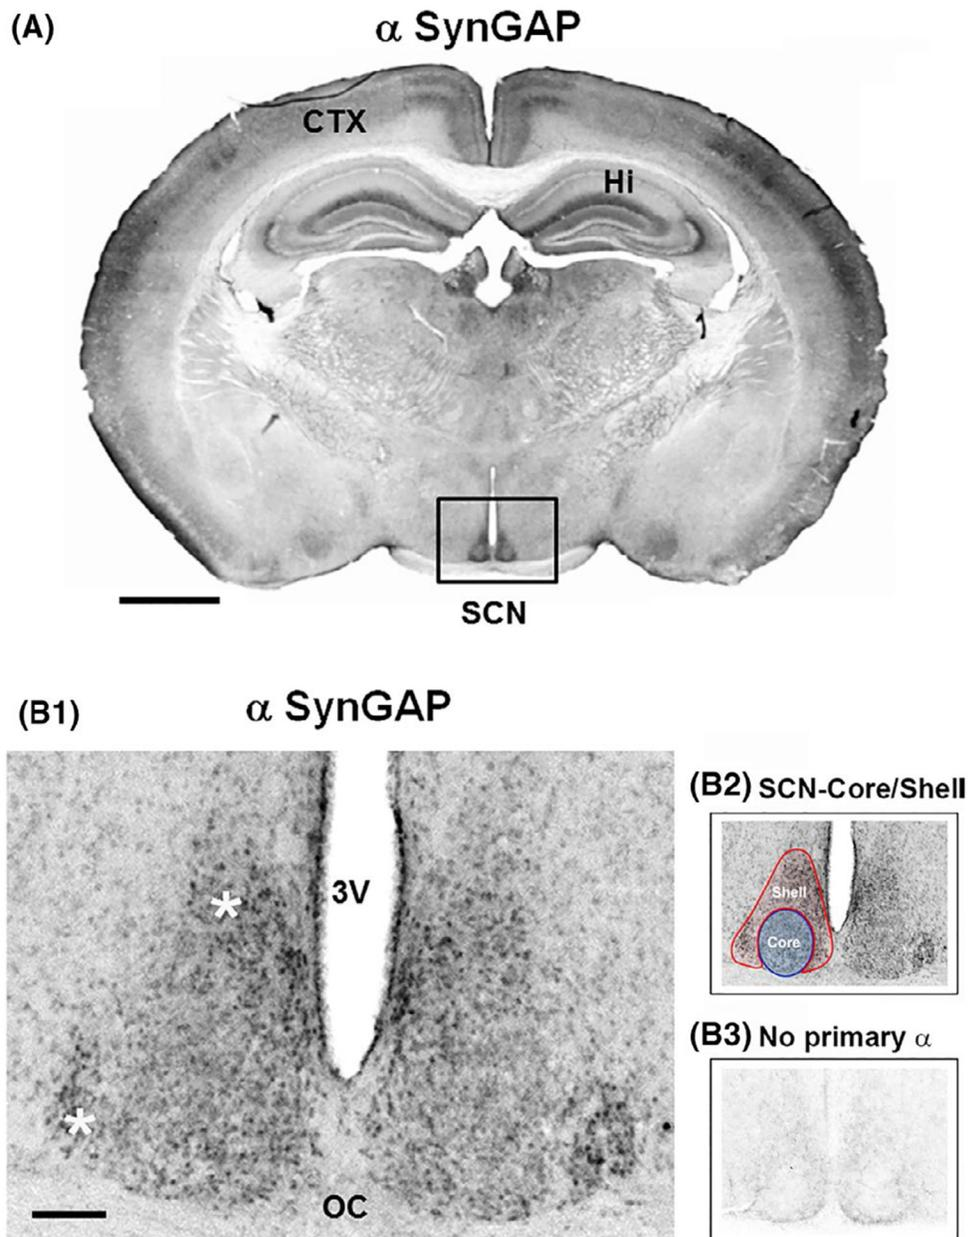 (A)
α SynGAP
CTX
Hi
SCN
(B1)
α SynGAP
*
3V
*
OC
(B2) SCN-Core/Shell
Shell
Core
(B3) No primary α